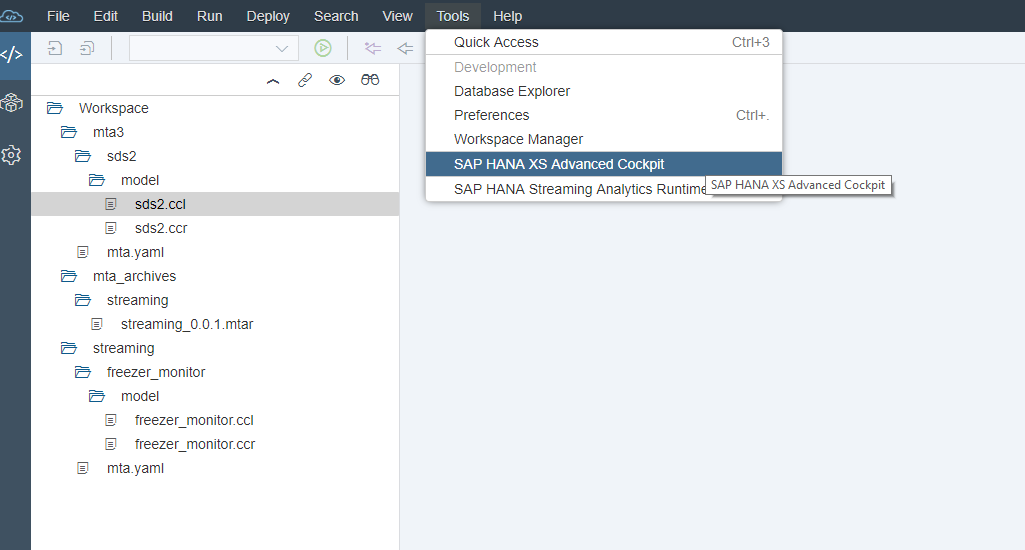 File Edit Build Run Deploy Search View Tools Help
Quick Access Ctrl+3
Development
Database Explorer
Preferences Ctrl+.
Workspace Manager
SAP HANA XS Advanced Cockpit
SAP HANA Streaming Analytics Runtime
SAP HANA XS Advanced Cockpit
Workspace
mta3
sds2
model
sds2.ccl
sds2.ccr
mta.yaml
mta_archives
streaming
streaming_0.0.1.mtar
streaming
freezer_monitor
model
freezer_monitor.ccl
freezer_monitor.ccr
mta.yaml